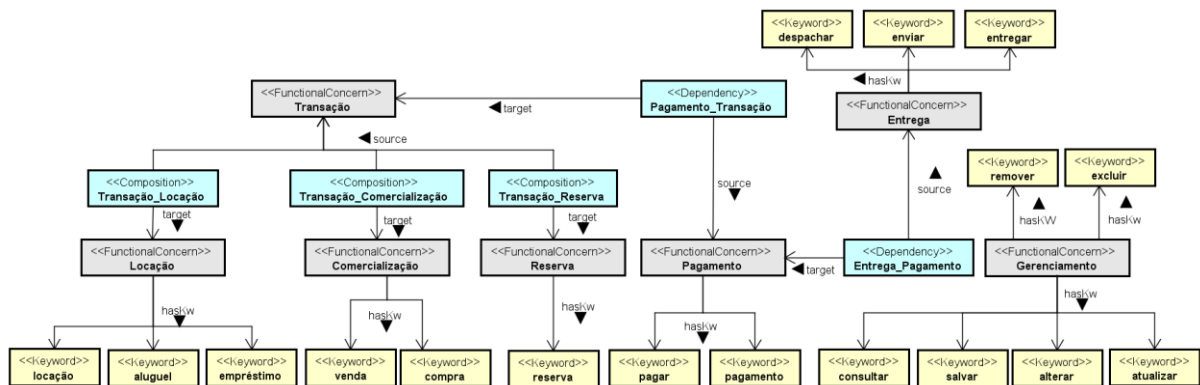 <<Keyword>> <<Keyword>> <<Keyword>>
despachar enviar entregar
◀ hasKw
<<FunctionalConcern>> <<Dependency>> <<FunctionalConcern>>
Transação Pagamento_Transação Entrega
◀ target
◀ source
<<Keyword>> <<Keyword>>
remover excluir
<<Composition>> <<Composition>> <<Composition>>
Transação_Locação Transação_Comercialização Transação_Reserva
source ▼
▲ source
target ▼ target ▼ target ▼
hasKW ▲ hasKw ▲
<<FunctionalConcern>> <<FunctionalConcern>> <<FunctionalConcern>> <<FunctionalConcern>> <<Dependency>> <<FunctionalConcern>>
Locação Comercialização Reserva Pagamento Entrega_Pagamento Gerenciamento
◀ target
hasKw ▼ hasKw ▼ hasKw ▼ hasKw ▼ hasKw ▼
<<Keyword>> <<Keyword>> <<Keyword>> <<Keyword>> <<Keyword>> <<Keyword>> <<Keyword>> <<Keyword>> <<Keyword>> <<Keyword>> <<Keyword>> <<Keyword>>
locação aluguel empréstimo venda compra reserva pagar pagamento consultar salvar alterar atualizar